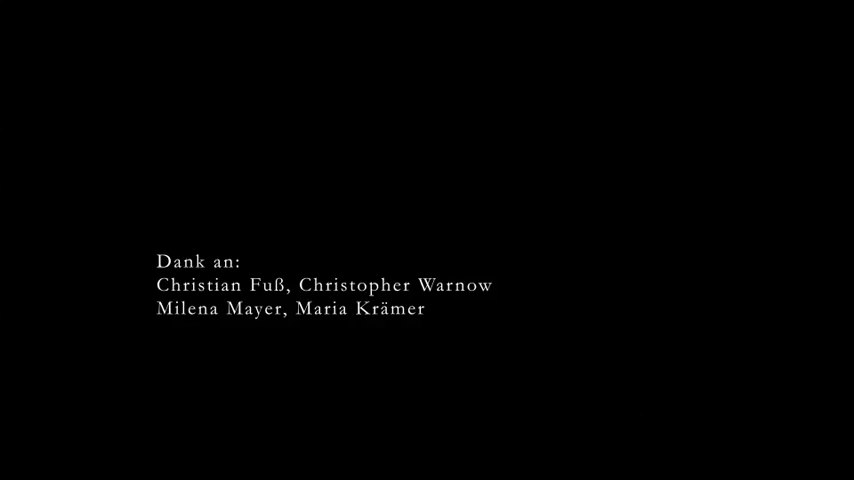 Dank an:
Christian Fuß, Christopher Warnow
Milena Mayer, Maria Krämer